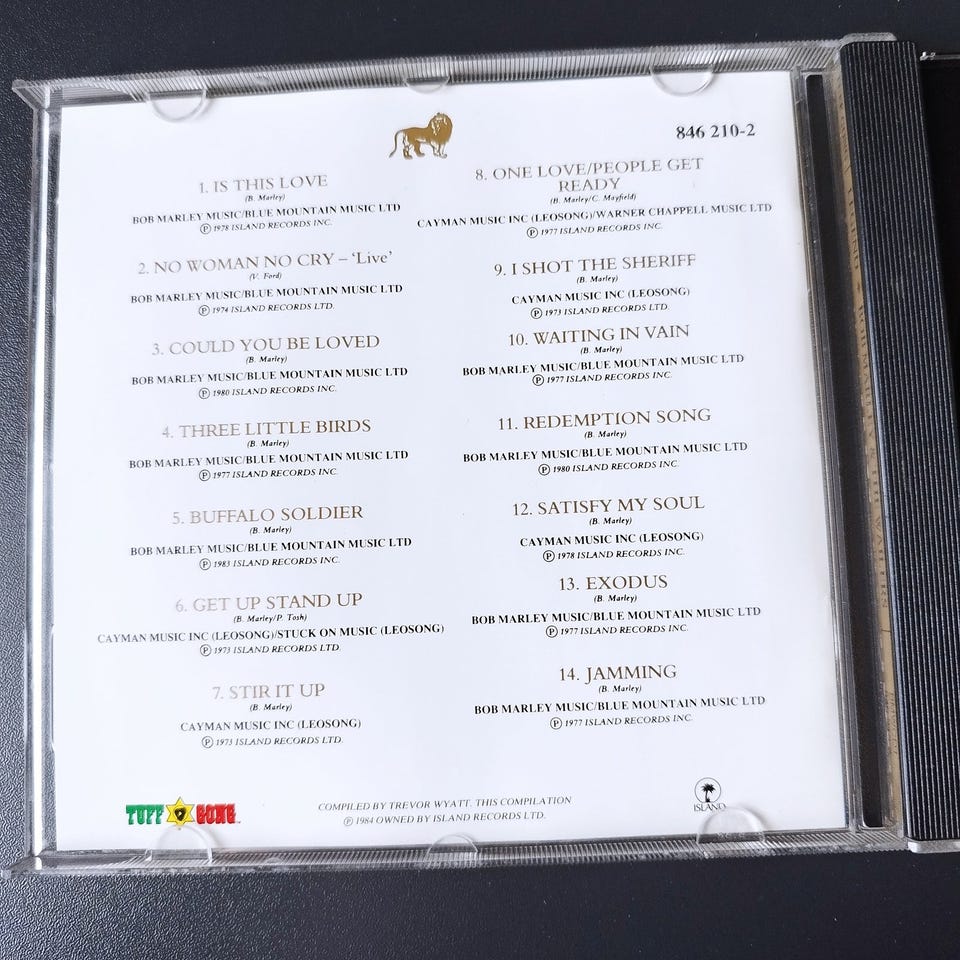 846 210-2
1. IS THIS LOVE
(B. Marley)
BOB MARLEY MUSIC/BLUE MOUNTAIN MUSIC LTD
Ⓟ 1978 ISLAND RECORDS INC.
2. NO WOMAN NO CRY – ‘Live’
(V. Ford)
BOB MARLEY MUSIC/BLUE MOUNTAIN MUSIC LTD
Ⓟ 1974 ISLAND RECORDS LTD.
3. COULD YOU BE LOVED
(B. Marley)
BOB MARLEY MUSIC/BLUE MOUNTAIN MUSIC LTD
Ⓟ 1980 ISLAND RECORDS INC.
4. THREE LITTLE BIRDS
(B. Marley)
BOB MARLEY MUSIC/BLUE MOUNTAIN MUSIC LTD
Ⓟ 1977 ISLAND RECORDS INC.
5. BUFFALO SOLDIER
(B. Marley)
BOB MARLEY MUSIC/BLUE MOUNTAIN MUSIC LTD
Ⓟ 1983 ISLAND RECORDS INC.
6. GET UP STAND UP
(B. Marley/P. Tosh)
CAYMAN MUSIC INC (LEOSONG)/STUCK ON MUSIC (LEOSONG)
Ⓟ 1973 ISLAND RECORDS LTD.
7. STIR IT UP
(B. Marley)
CAYMAN MUSIC INC (LEOSONG)
Ⓟ 1973 ISLAND RECORDS LTD.
8. ONE LOVE/PEOPLE GET
READY
(B. Marley/C. Mayfield)
CAYMAN MUSIC INC (LEOSONG)/WARNER CHAPPELL MUSIC LTD
Ⓟ 1977 ISLAND RECORDS INC.
9. I SHOT THE SHERIFF
(B. Marley)
CAYMAN MUSIC INC (LEOSONG)
Ⓟ 1973 ISLAND RECORDS LTD.
10. WAITING IN VAIN
(B. Marley)
BOB MARLEY MUSIC/BLUE MOUNTAIN MUSIC LTD
Ⓟ 1977 ISLAND RECORDS INC.
11. REDEMPTION SONG
(B. Marley)
BOB MARLEY MUSIC/BLUE MOUNTAIN MUSIC LTD
Ⓟ 1980 ISLAND RECORDS INC.
12. SATISFY MY SOUL
(B. Marley)
CAYMAN MUSIC INC (LEOSONG)
Ⓟ 1978 ISLAND RECORDS INC.
13. EXODUS
(B. Marley)
BOB MARLEY MUSIC/BLUE MOUNTAIN MUSIC LTD
Ⓟ 1977 ISLAND RECORDS INC.
14. JAMMING
(B. Marley)
BOB MARLEY MUSIC/BLUE MOUNTAIN MUSIC LTD
Ⓟ 1977 ISLAND RECORDS INC.
TUFF GONG
COMPILED BY TREVOR WYATT. THIS COMPILATION
Ⓟ 1984 OWNED BY ISLAND RECORDS LTD.
ISLAND